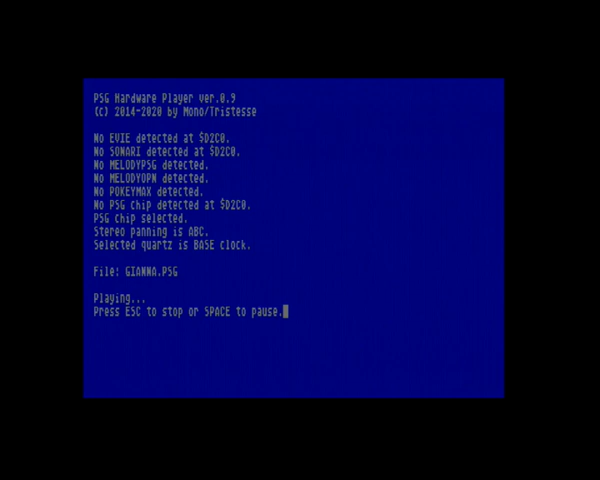 PSG Hardware Player ver.0.9
(c) 2014-2020 by Mono/Tristesse
No EVIE detected at $D2C0.
No SONARI detected at $D2C0.
No MELODYPSG detected.
No MELODYOPN detected.
No POKEYMAX detected.
No PSG chip detected at $D2C0.
PSG chip selected.
Stereo panning is ABC.
Selected quartz is BASE clock.
File: GIANNA.PSG
Playing...
Press ESC to stop or SPACE to pause.